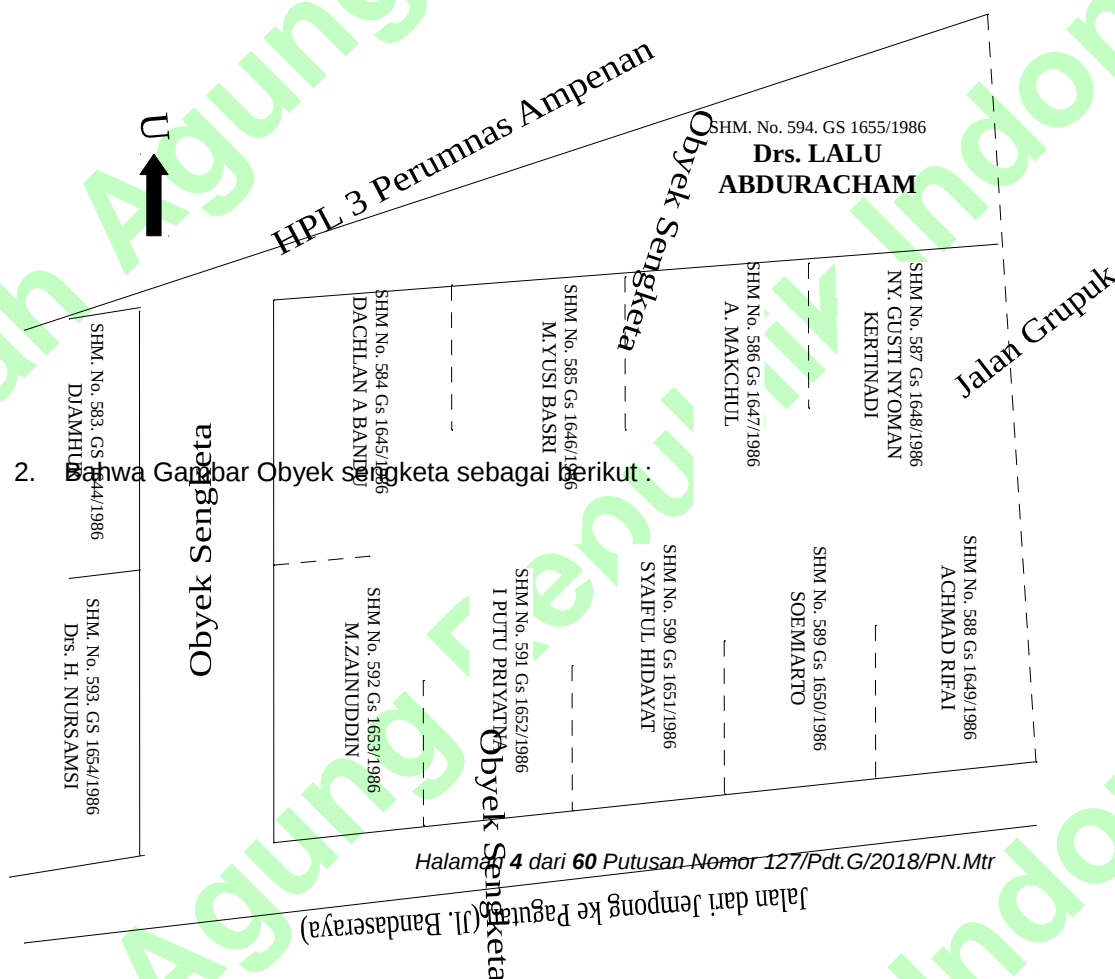 U
HPL 3 Perumnas Ampenan
Obyek Sengketa
SHM. No. 594. GS 1655/1986
Drs. LALU
ABDURACHAM
Jalan Grupuk
SHM. No. 583. GS 1644/1986
DJAMHUR
Obyek Sengketa
SHM No. 584 Gs 1645/1986
DACHLAN A BANDU
SHM No. 585 Gs 1646/1986
M.YUSI BASRI
SHM No. 586 Gs 1647/1986
A. MAKCHUL
SHM No. 587 Gs 1648/1986
NY. GUSTI NYOMAN
KERTINADI
2. Bahwa Gambar Obyek sengketa sebagai berikut :
SHM. No. 593. GS 1654/1986
Drs. H. NURSAMSI
SHM No. 592 Gs 1653/1986
M.ZAINUDDIN
SHM No. 591 Gs 1652/1986
I PUTU PRIYATNA
SHM No. 590 Gs 1651/1986
SYAIFUL HIDAYAT
SHM No. 589 Gs 1650/1986
SOEMIARTO
SHM No. 588 Gs 1649/1986
ACHMAD RIFAI
Obyek Sengketa
Halaman 4 dari 60 Putusan Nomor 127/Pdt.G/2018/PN.Mtr
Jalan dari Jempong ke Pagutan (Jl. Bandaseraya)